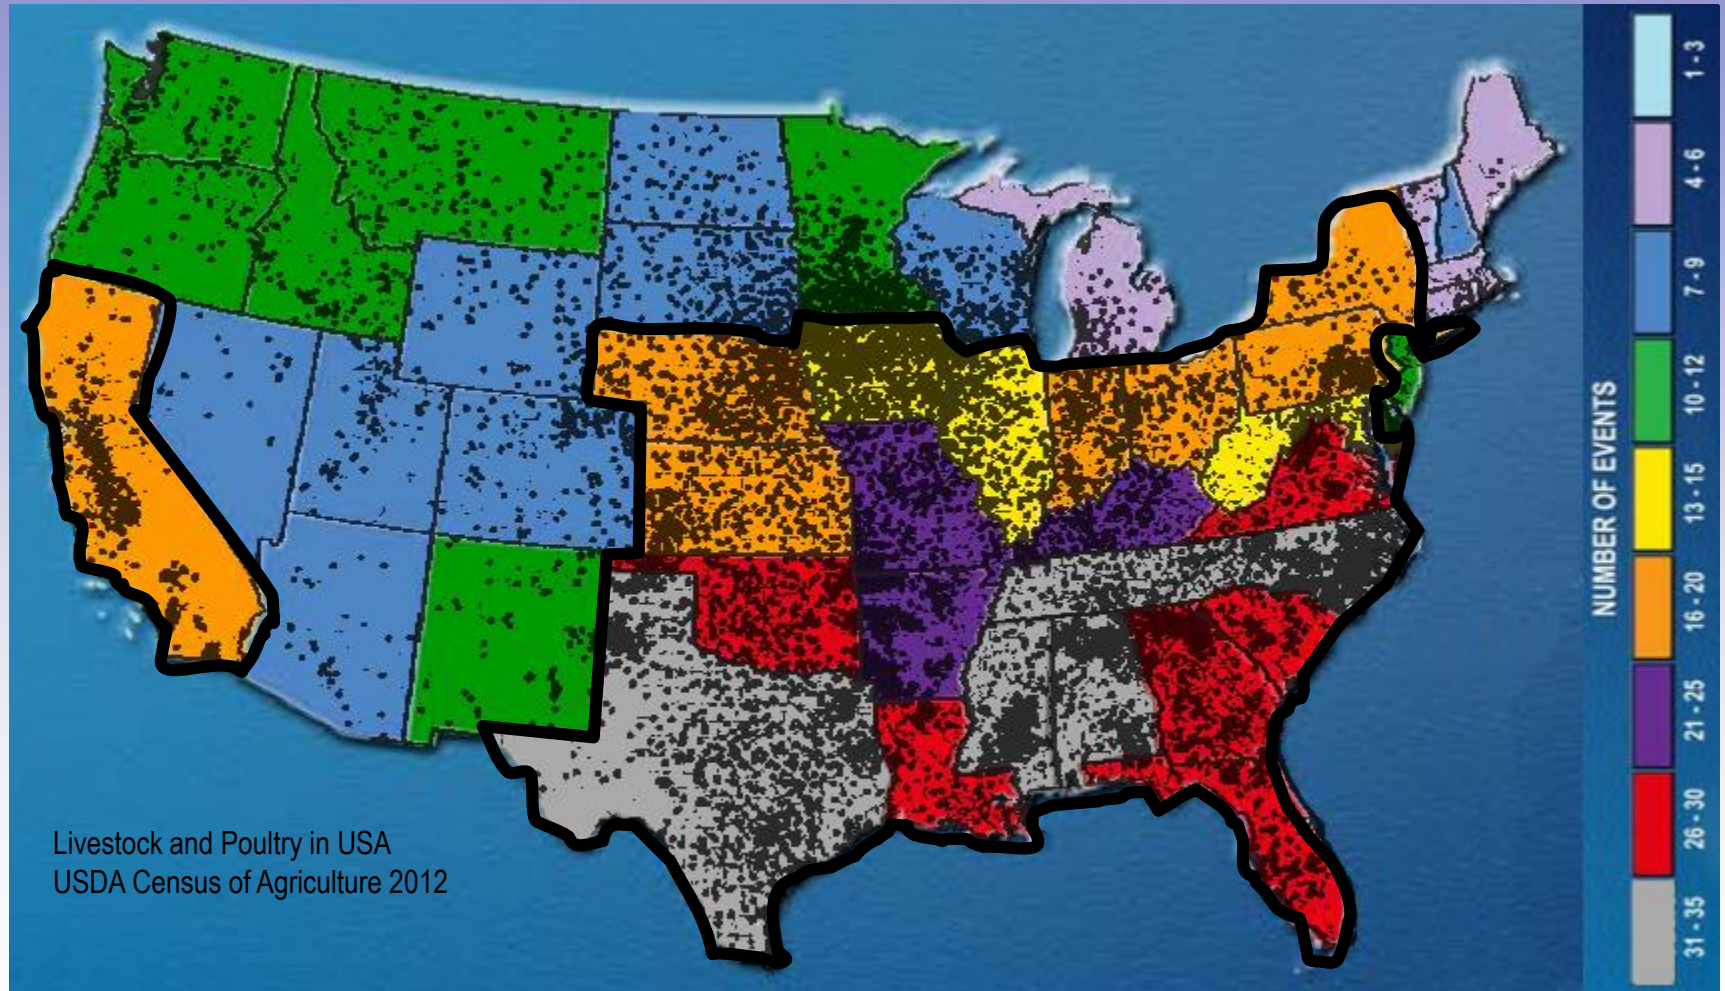 Livestock and Poultry in USA
USDA Census of Agriculture 2012
NUMBER OF EVENTS
1 - 3
4 - 6
7 - 9
10 - 12
13 - 15
16 - 20
21 - 25
26 - 30
31 - 35